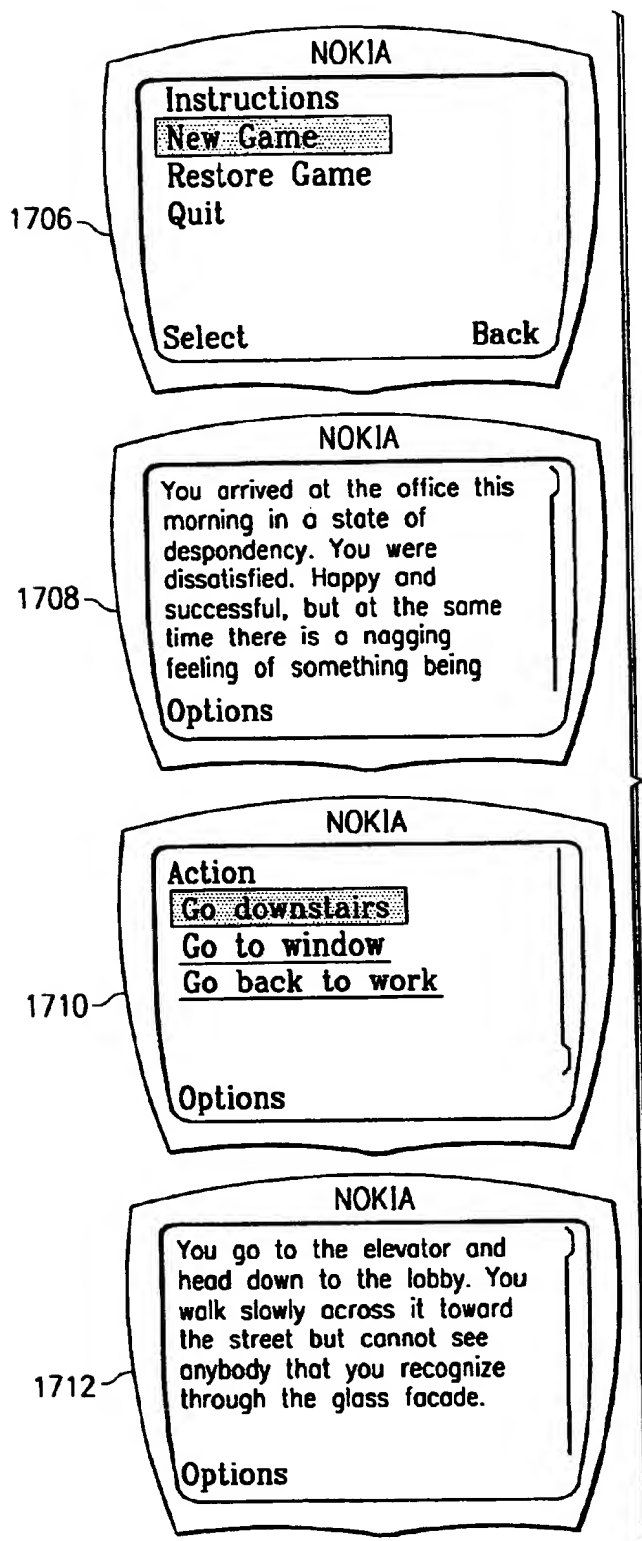 NOKIA
Instructions
New Game
Restore Game
Quit
1706
Select Back
NOKIA
You arrived at the office this
morning in a state of
despondency. You were
dissatisfied. Happy and
successful, but at the same
time there is a nagging
feeling of something being
1708
Options
NOKIA
Action
Go downstairs
Go to window
Go back to work
1710
Options
NOKIA
You go to the elevator and
head down to the lobby. You
walk slowly across it toward
the street but cannot see
anybody that you recognize
through the glass facade.
1712
Options